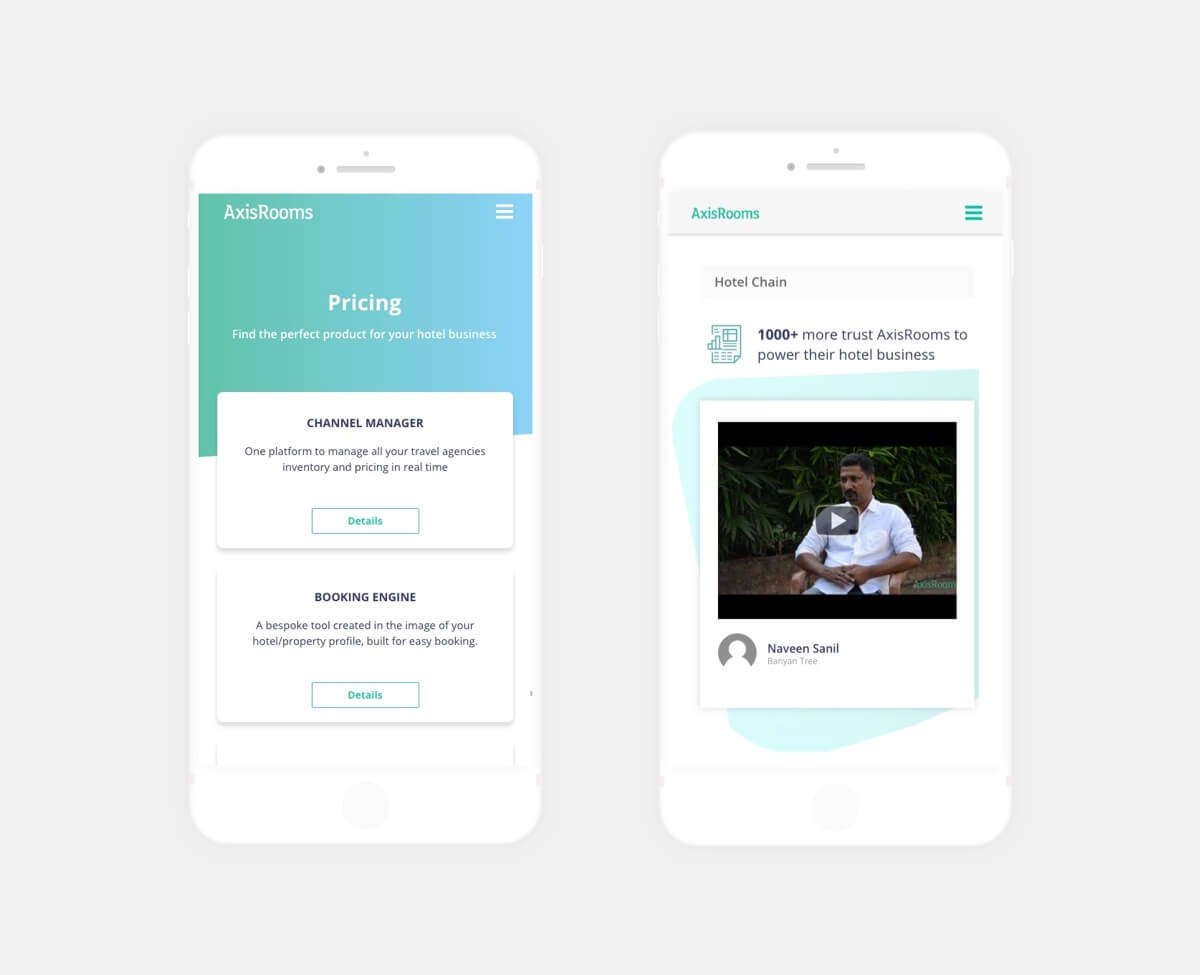 AxisRooms
Pricing
Find the perfect product for your hotel business
CHANNEL MANAGER
One platform to manage all your travel agencies
inventory and pricing in real time
Details
BOOKING ENGINE
A bespoke tool created in the image of your
hotel/property profile, built for easy booking.
Details
AxisRooms
Hotel Chain
1000+ more trust AxisRooms to
power their hotel business
AxisRoom
Naveen Sanil
Banyan Tree